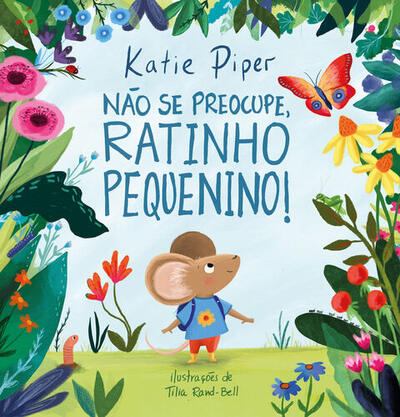 Katie Piper
NÃO SE PREOCUPE,
RATINHO
PEQUENINO!
ilustrações de
Tilia Rand-Bell